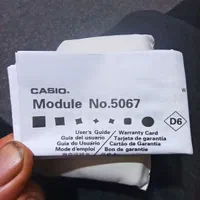 CASIO.
Module No.5067
D6
User's Guide / Warranty Card
Guía del usuario / Tarjeta de garantía
Guia do Usuário / Cartão da Garantia
Mode d'emploi / Bon de garantie